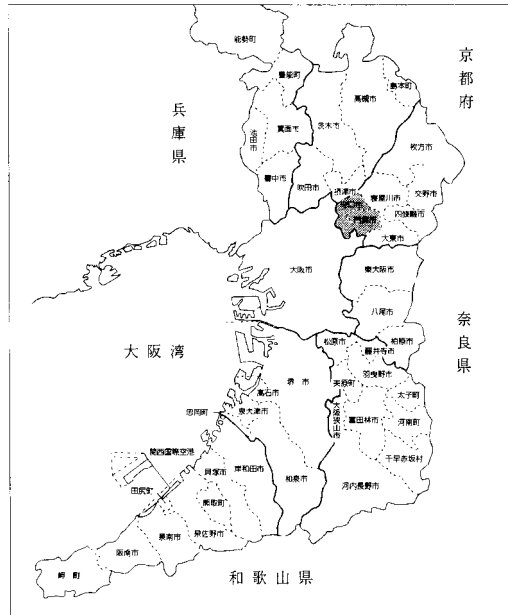 能勢町
豊能町
京都府
島本町
高槻市
兵庫県
箕面市
茨木市
池田市
枚方市
豊中市
吹田市
摂津市
寝屋川市
交野市
守口市
四條畷市
門真市
大東市
大阪市
東大阪市
八尾市
奈良県
大阪湾
松原市
柏原市
藤井寺市
羽曳野市
堺市
美原町
高石市
太子町
忠岡町
泉大津市
大阪狭山市
富田林市
河南町
関西国際空港
千早赤坂村
貝塚市
岸和田市
田尻町
和泉市
河内長野市
熊取町
泉南市
泉佐野市
阪南市
岬町
和歌山県